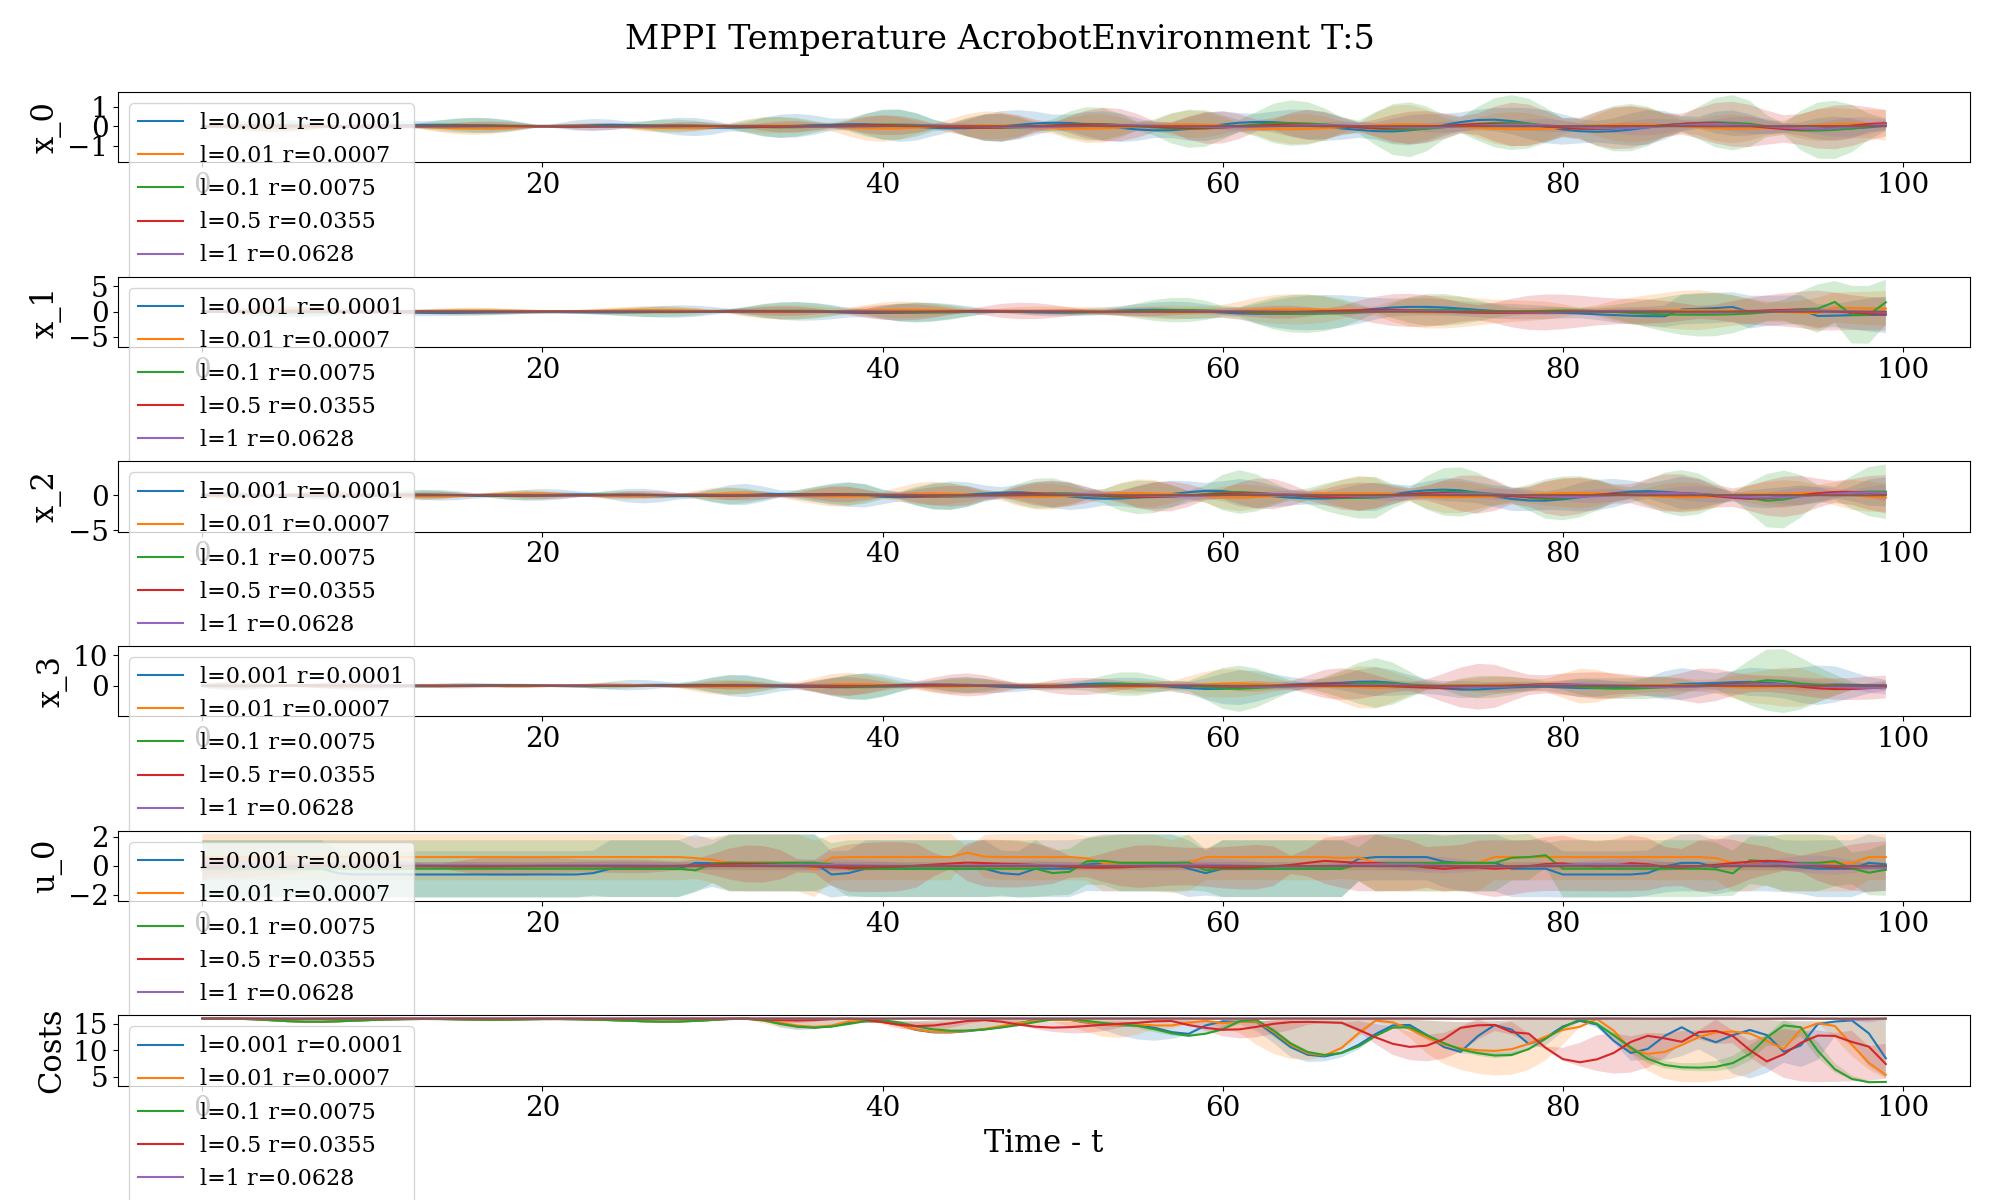 MPPI Temperature AcrobotEnvironment T:5
x_0
1
0
−1
l=0.001 r=0.0001
l=0.01 r=0.0007
l=0.1 r=0.0075
l=0.5 r=0.0355
l=1 r=0.0628
0 20 40 60 80 100
x_1
5
0
−5
l=0.001 r=0.0001
l=0.01 r=0.0007
l=0.1 r=0.0075
l=0.5 r=0.0355
l=1 r=0.0628
0 20 40 60 80 100
x_2
0
−5
l=0.001 r=0.0001
l=0.01 r=0.0007
l=0.1 r=0.0075
l=0.5 r=0.0355
l=1 r=0.0628
0 20 40 60 80 100
x_3
10
0
l=0.001 r=0.0001
l=0.01 r=0.0007
l=0.1 r=0.0075
l=0.5 r=0.0355
l=1 r=0.0628
0 20 40 60 80 100
u_0
2
0
−2
l=0.001 r=0.0001
l=0.01 r=0.0007
l=0.1 r=0.0075
l=0.5 r=0.0355
l=1 r=0.0628
0 20 40 60 80 100
Costs
15
10
5
l=0.001 r=0.0001
l=0.01 r=0.0007
l=0.1 r=0.0075
l=0.5 r=0.0355
l=1 r=0.0628
0 20 40 60 80 100
Time - t